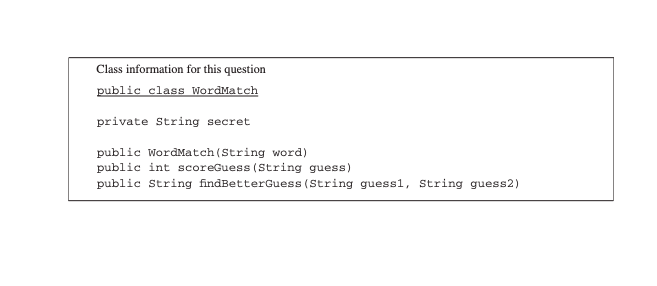 Class information for this question
public class WordMatch
private String secret
public WordMatch(String word)
public int scoreGuess(String guess)
public String findBetterGuess(String guess1, String guess2)